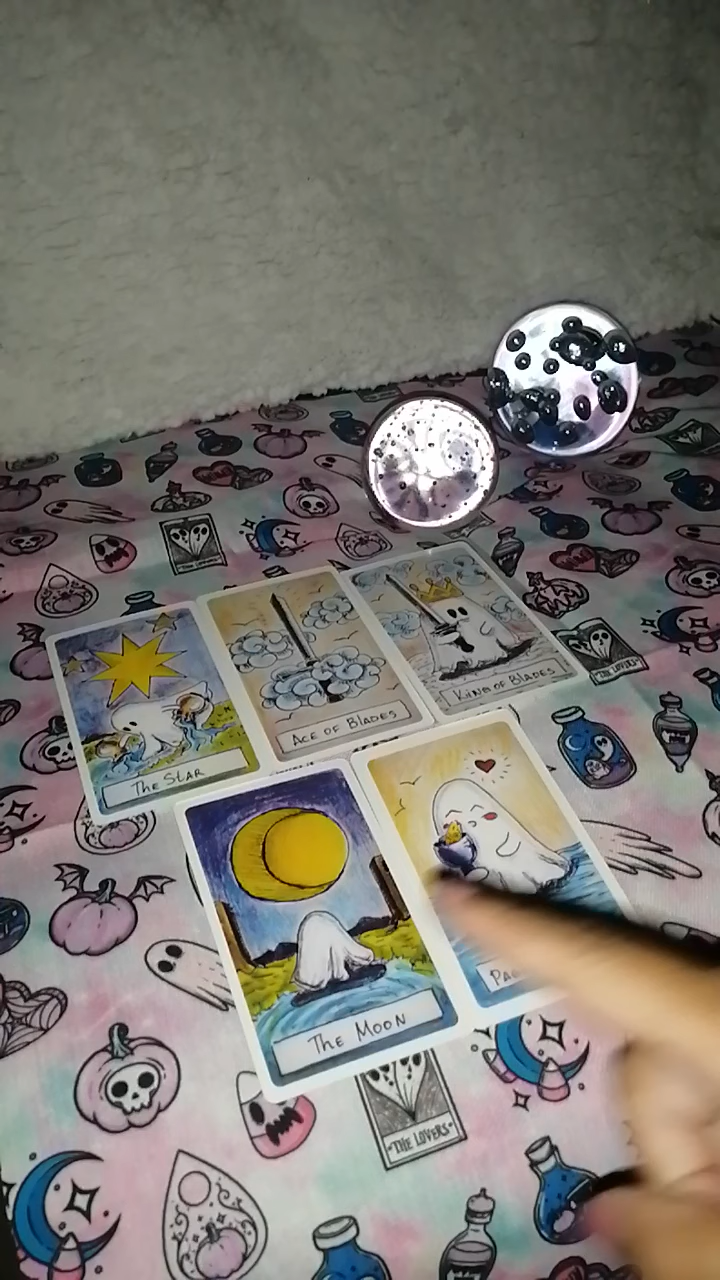 The Star
Ace of Blades
King of Blades
The Moon
"THE LOVERS"
"THE LOVERS"